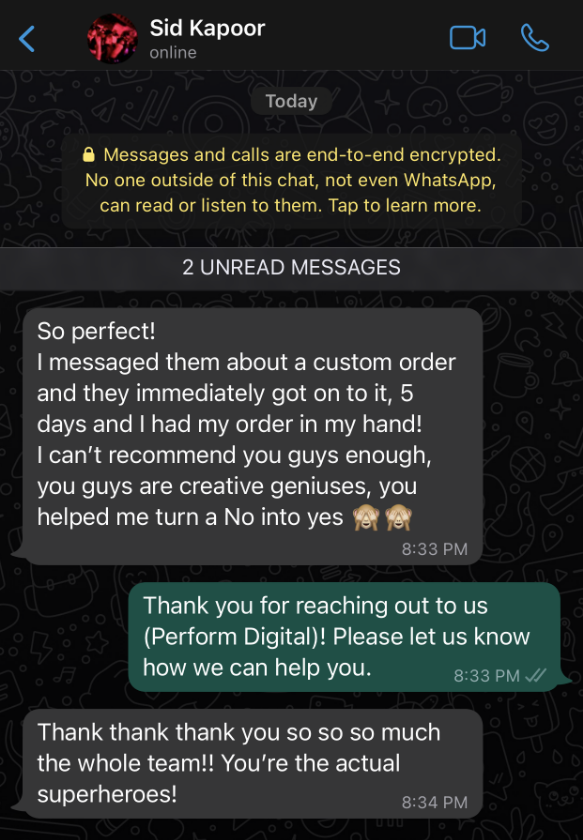 Sid Kapoor
online
Today
🔒 Messages and calls are end-to-end encrypted.
No one outside of this chat, not even WhatsApp,
can read or listen to them. Tap to learn more.
2 UNREAD MESSAGES
So perfect!
I messaged them about a custom order
and they immediately got on to it, 5
days and I had my order in my hand!
I can't recommend you guys enough,
you guys are creative geniuses, you
helped me turn a No into yes 🙈🙈
8:33 PM
Thank you for reaching out to us
(Perform Digital)! Please let us know
how we can help you.
8:33 PM
Thank thank thank you so so so much
the whole team!! You're the actual
superheroes!
8:34 PM